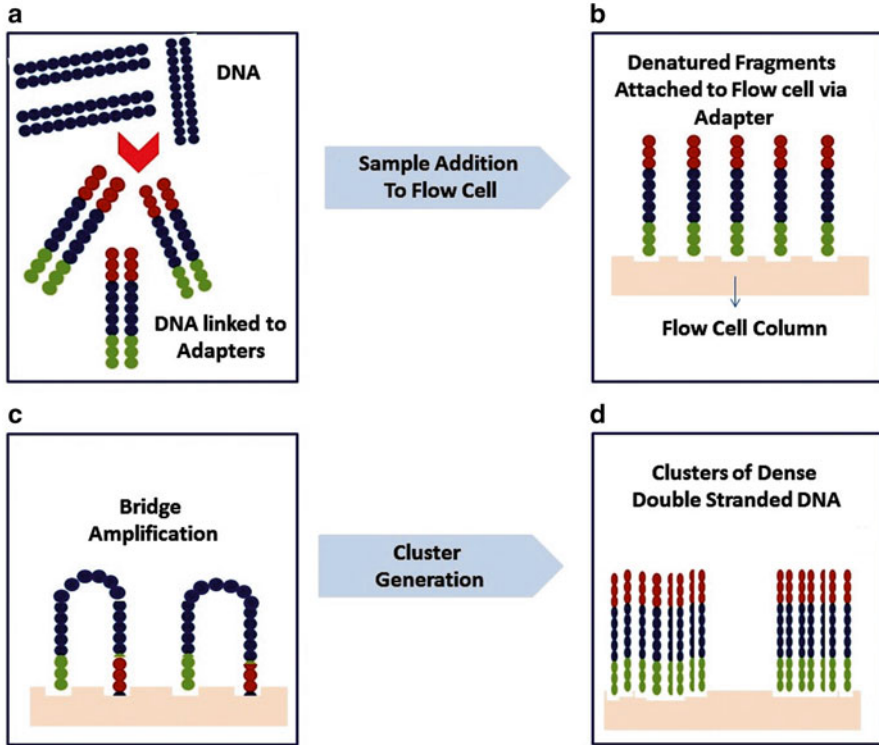 a
DNA
DNA linked to
Adapters
Sample Addition
To Flow Cell
b
Denatured Fragments
Attached to Flow cell via
Adapter
Flow Cell Column
c
Bridge
Amplification
Cluster
Generation
d
Clusters of Dense
Double Stranded DNA